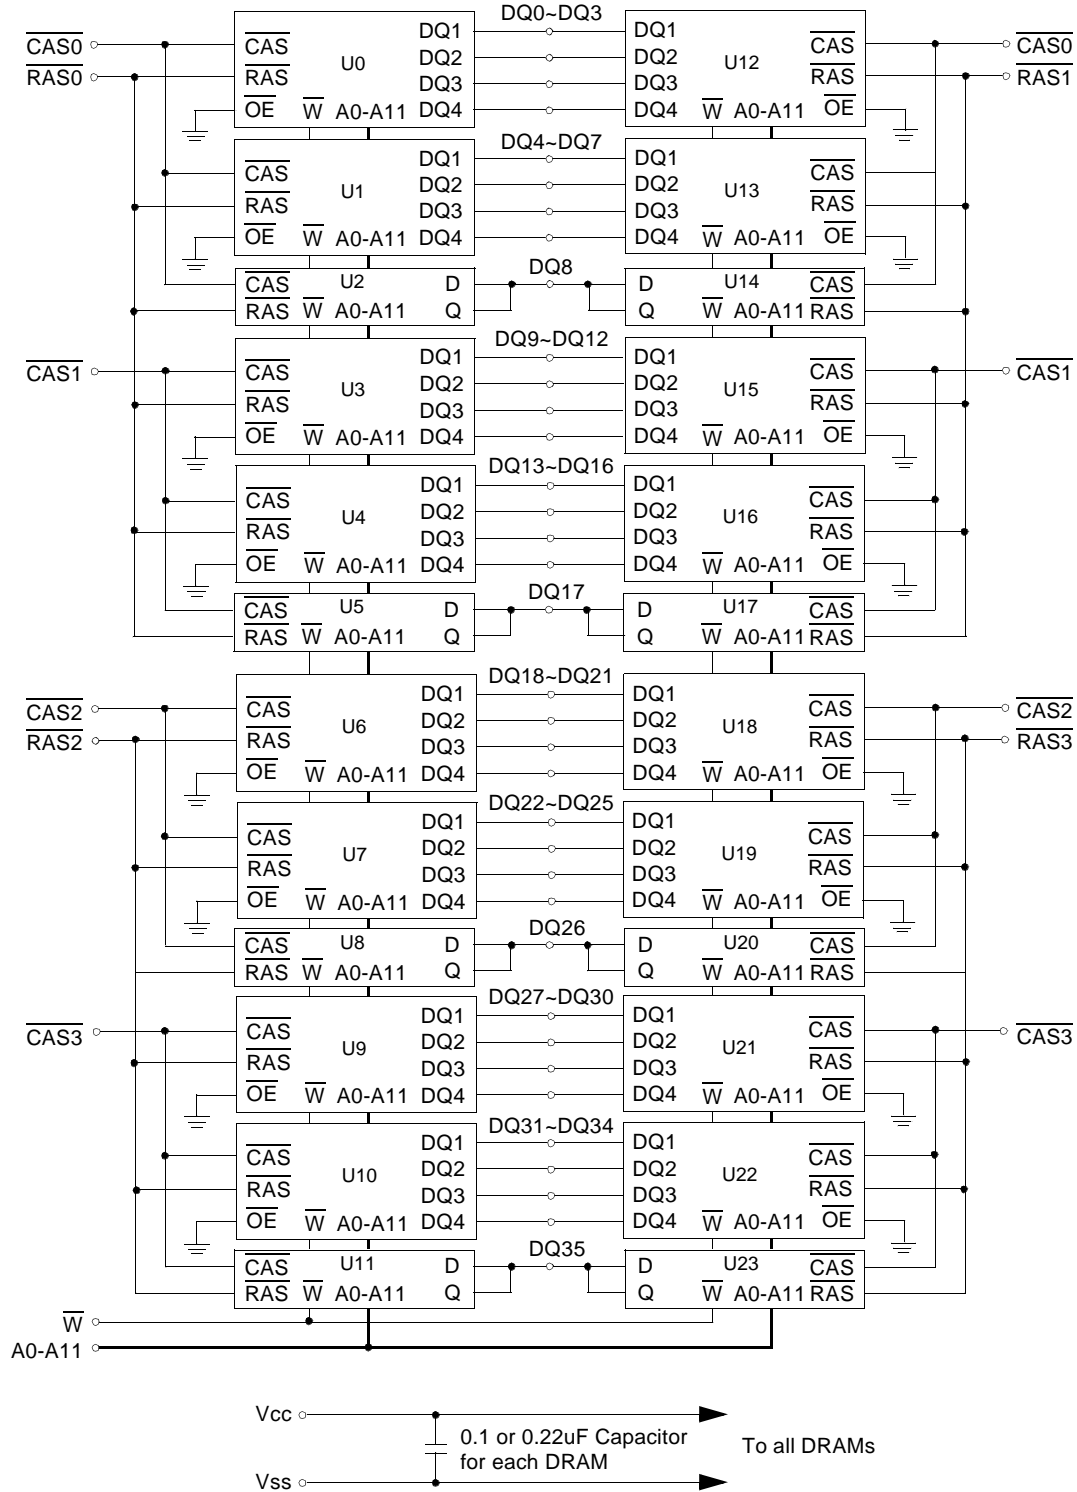 DQ0~DQ3
CAS0
RAS0
CAS
RAS
OE
U0
W A0-A11
DQ1
DQ2
DQ3
DQ4
DQ1
DQ2
DQ3
DQ4
U12
W A0-A11
CAS
RAS
OE
CAS0
RAS1
DQ4~DQ7
CAS
RAS
OE
U1
W A0-A11
DQ1
DQ2
DQ3
DQ4
DQ1
DQ2
DQ3
DQ4
U13
W A0-A11
CAS
RAS
OE
DQ8
CAS
RAS
U2
W A0-A11
D
Q
D
Q
U14
W A0-A11
CAS
RAS
DQ9~DQ12
CAS1
CAS
RAS
OE
U3
W A0-A11
DQ1
DQ2
DQ3
DQ4
DQ1
DQ2
DQ3
DQ4
U15
W A0-A11
CAS
RAS
OE
CAS1
DQ13~DQ16
CAS
RAS
OE
U4
W A0-A11
DQ1
DQ2
DQ3
DQ4
DQ1
DQ2
DQ3
DQ4
U16
W A0-A11
CAS
RAS
OE
DQ17
CAS
RAS
U5
W A0-A11
D
Q
D
Q
U17
W A0-A11
CAS
RAS
DQ18~DQ21
CAS2
RAS2
CAS
RAS
OE
U6
W A0-A11
DQ1
DQ2
DQ3
DQ4
DQ1
DQ2
DQ3
DQ4
U18
W A0-A11
CAS
RAS
OE
CAS2
RAS3
DQ22~DQ25
CAS
RAS
OE
U7
W A0-A11
DQ1
DQ2
DQ3
DQ4
DQ1
DQ2
DQ3
DQ4
U19
W A0-A11
CAS
RAS
OE
DQ26
CAS
RAS
U8
W A0-A11
D
Q
D
Q
U20
W A0-A11
CAS
RAS
DQ27~DQ30
CAS3
CAS
RAS
OE
U9
W A0-A11
DQ1
DQ2
DQ3
DQ4
DQ1
DQ2
DQ3
DQ4
U21
W A0-A11
CAS
RAS
OE
CAS3
DQ31~DQ34
CAS
RAS
OE
U10
W A0-A11
DQ1
DQ2
DQ3
DQ4
DQ1
DQ2
DQ3
DQ4
U22
W A0-A11
CAS
RAS
OE
DQ35
CAS
RAS
U11
W A0-A11
D
Q
D
Q
U23
W A0-A11
CAS
RAS
W
A0-A11
Vcc
0.1 or 0.22uF Capacitor
for each DRAM
To all DRAMs
Vss